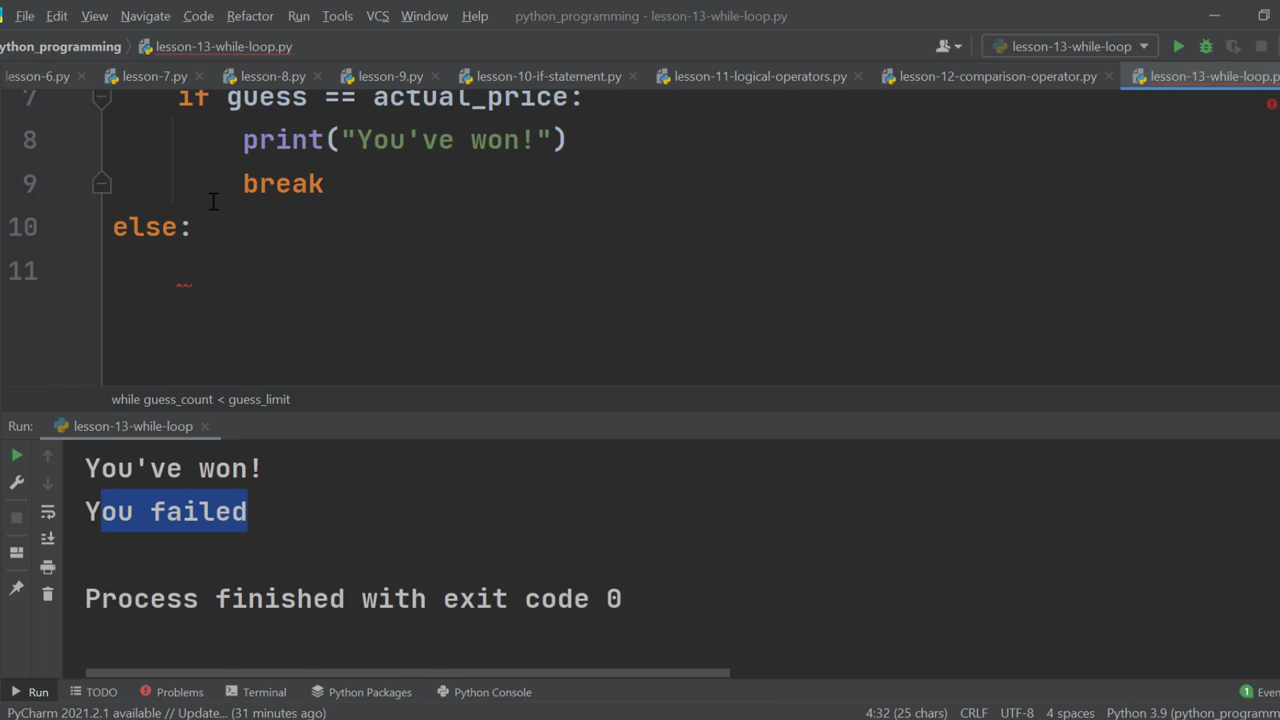 File Edit View Navigate Code Refactor Run Tools VCS Window Help python_programming - lesson-13-while-loop.py
ython_programming lesson-13-while-loop.py lesson-13-while-loop
lesson-6.py lesson-7.py lesson-8.py lesson-9.py lesson-10-if-statement.py lesson-11-logical-operators.py lesson-12-comparison-operator.py lesson-13-while-loop.p
7 if guess == actual_price:
8 print("You've won!")
9 break
10 else:
11
while guess_count < guess_limit
Run: lesson-13-while-loop
You've won!
You failed
Process finished with exit code 0
Run TODO Problems Terminal Python Packages Python Console 1 Even
PyCharm 2021.2.1 available // Update... (31 minutes ago) 4:32 (25 chars) CRLF UTF-8 4 spaces Python 3.9 (python_programm